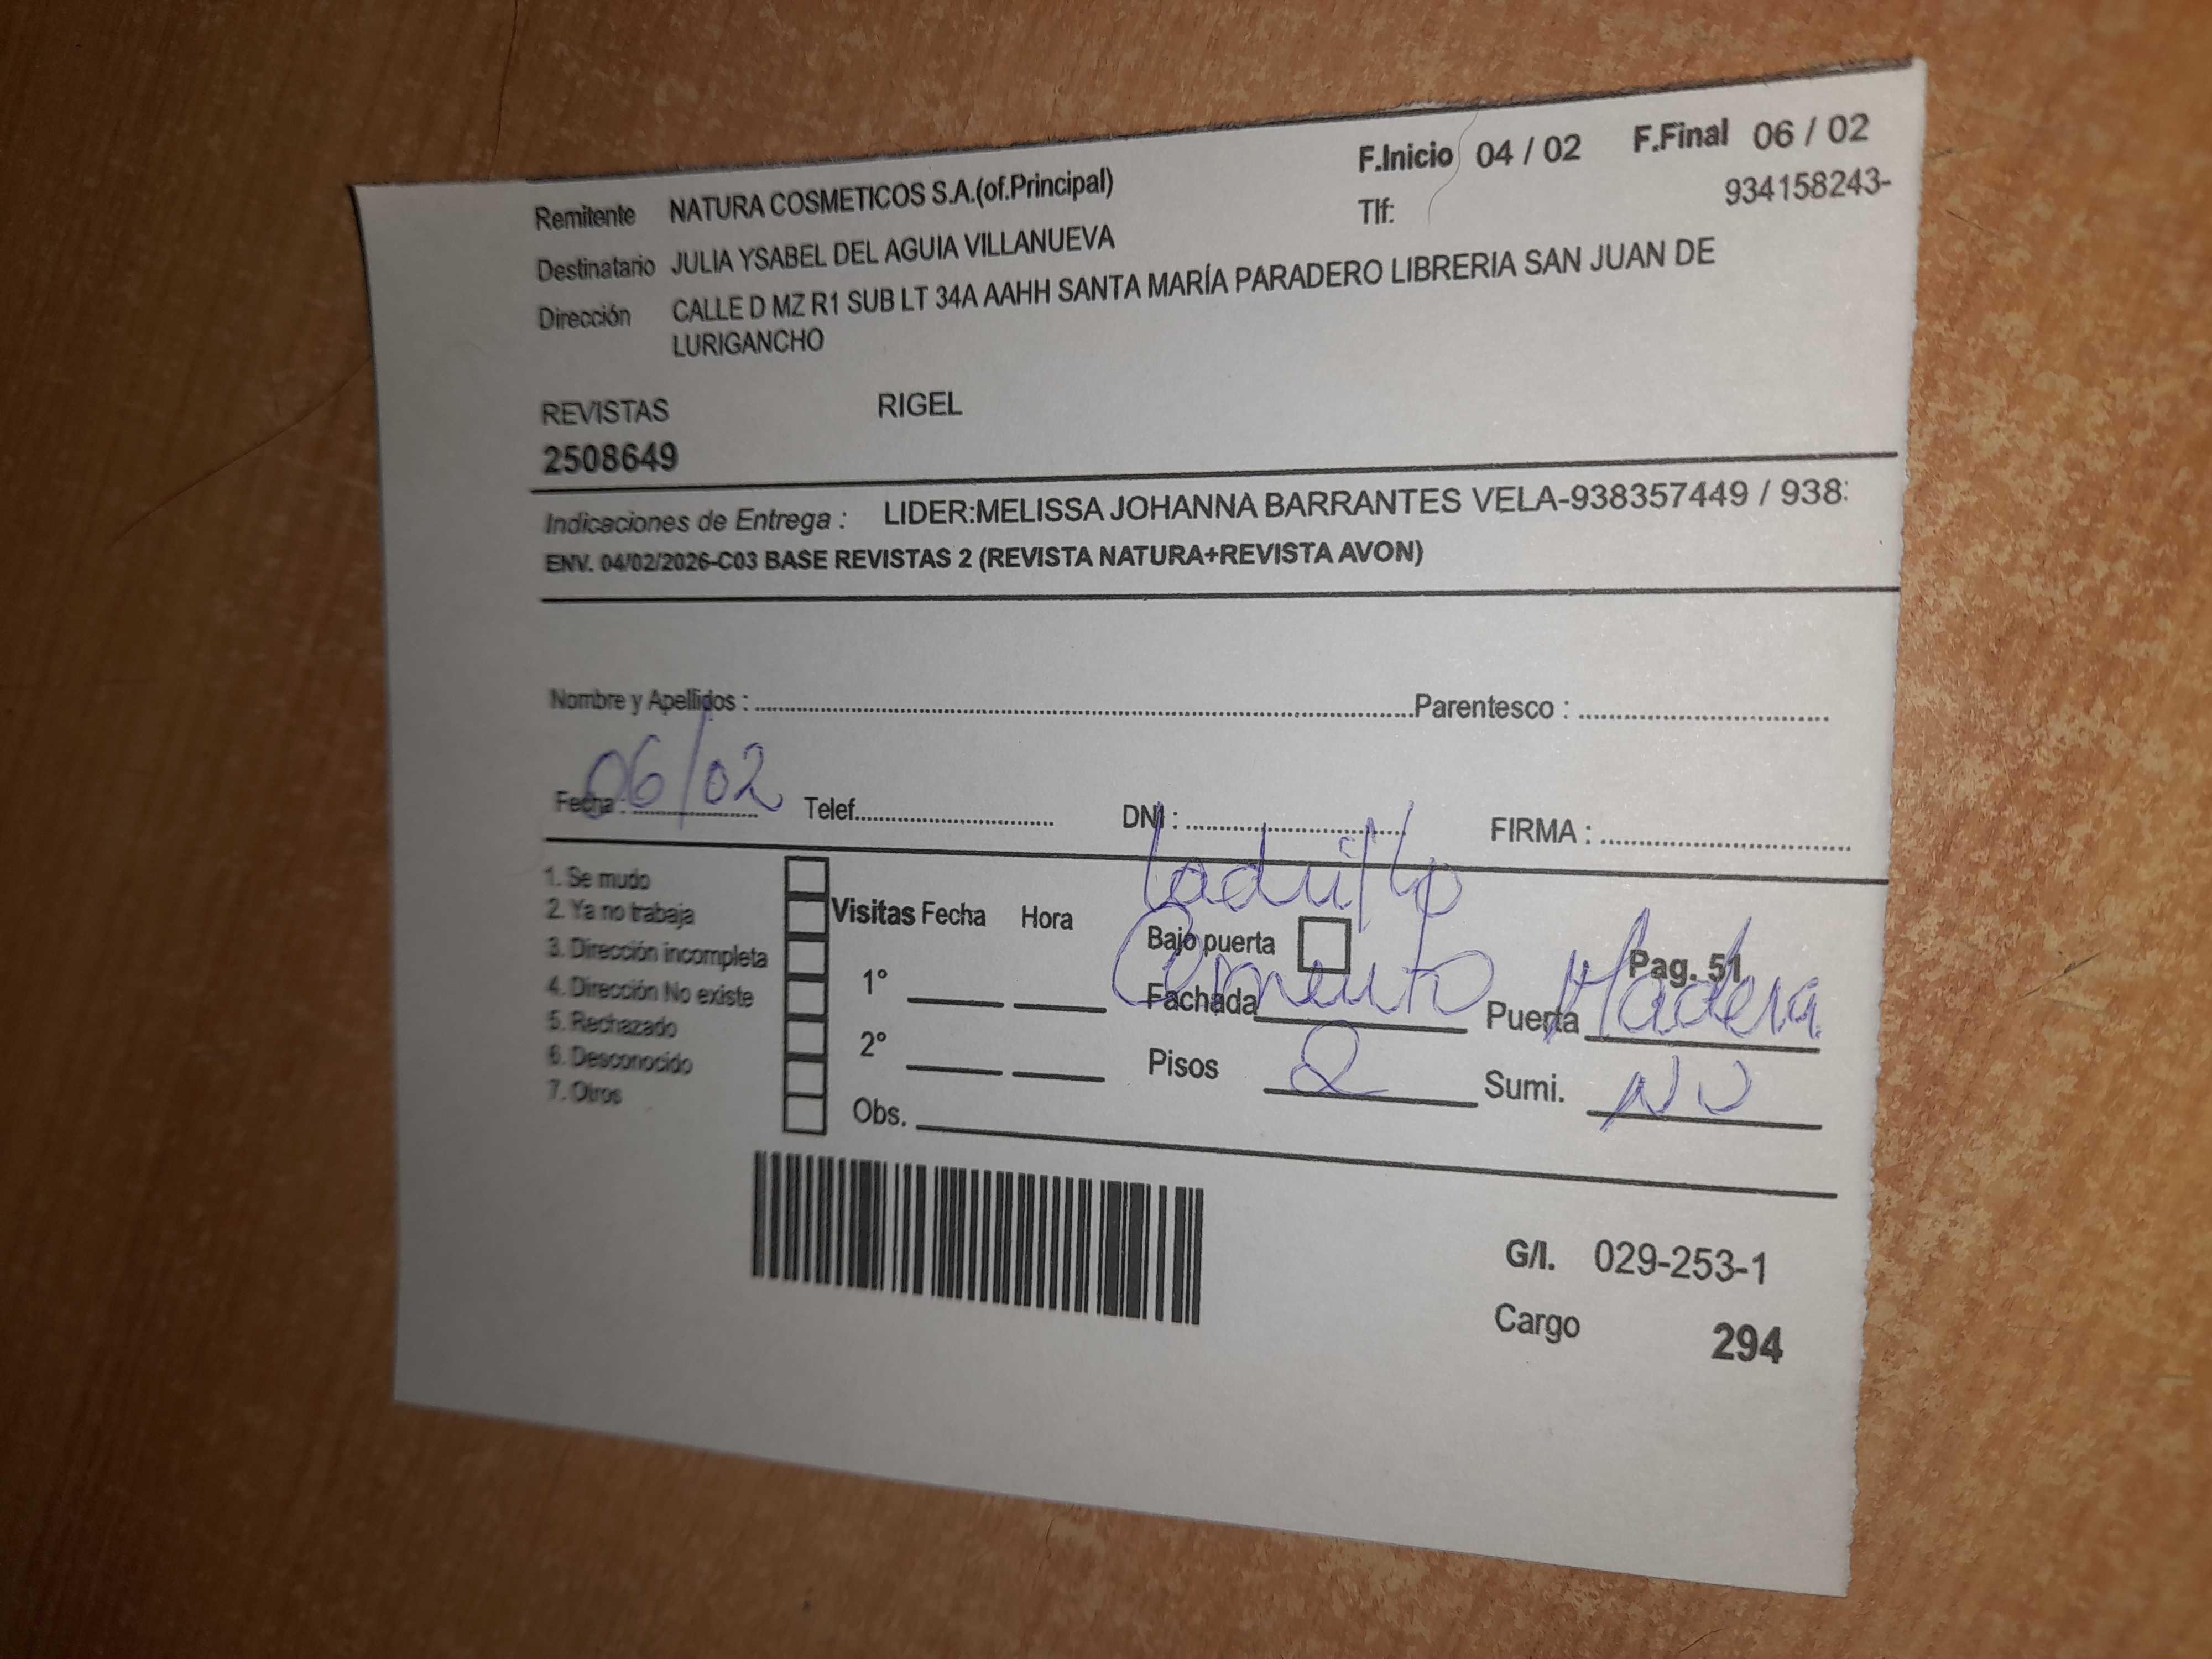 F.Inicio 04 / 02 F.Final 06 / 02
Remitente NATURA COSMETICOS S.A.(of.Principal) Tlf: 934158243-
Destinatario JULIA YSABEL DEL AGUIA VILLANUEVA
Dirección CALLE D MZ R1 SUB LT 34A AAHH SANTA MARÍA PARADERO LIBRERIA SAN JUAN DE
LURIGANCHO
REVISTAS RIGEL
2508649
Indicaciones de Entrega : LIDER:MELISSA JOHANNA BARRANTES VELA-938357449 / 938
ENV. 04/02/2026-C03 BASE REVISTAS 2 (REVISTA NATURA+REVISTA AVON)
Nombre y Apellidos : Parentesco :
Fecha : 06/02 Telef. DNI : FIRMA :
1. Se mudo
2. Ya no trabaja
3. Dirección incompleta
4. Dirección No existe
5. Rechazado
6. Desconocido
7. Otros
Visitas Fecha Hora
1°
2°
Obs.
ladrillo
Bajo puerta Pag. 51
Fachada Cemento Puerta Madera
Pisos 2 Sumi. NO
G/I. 029-253-1
Cargo 294